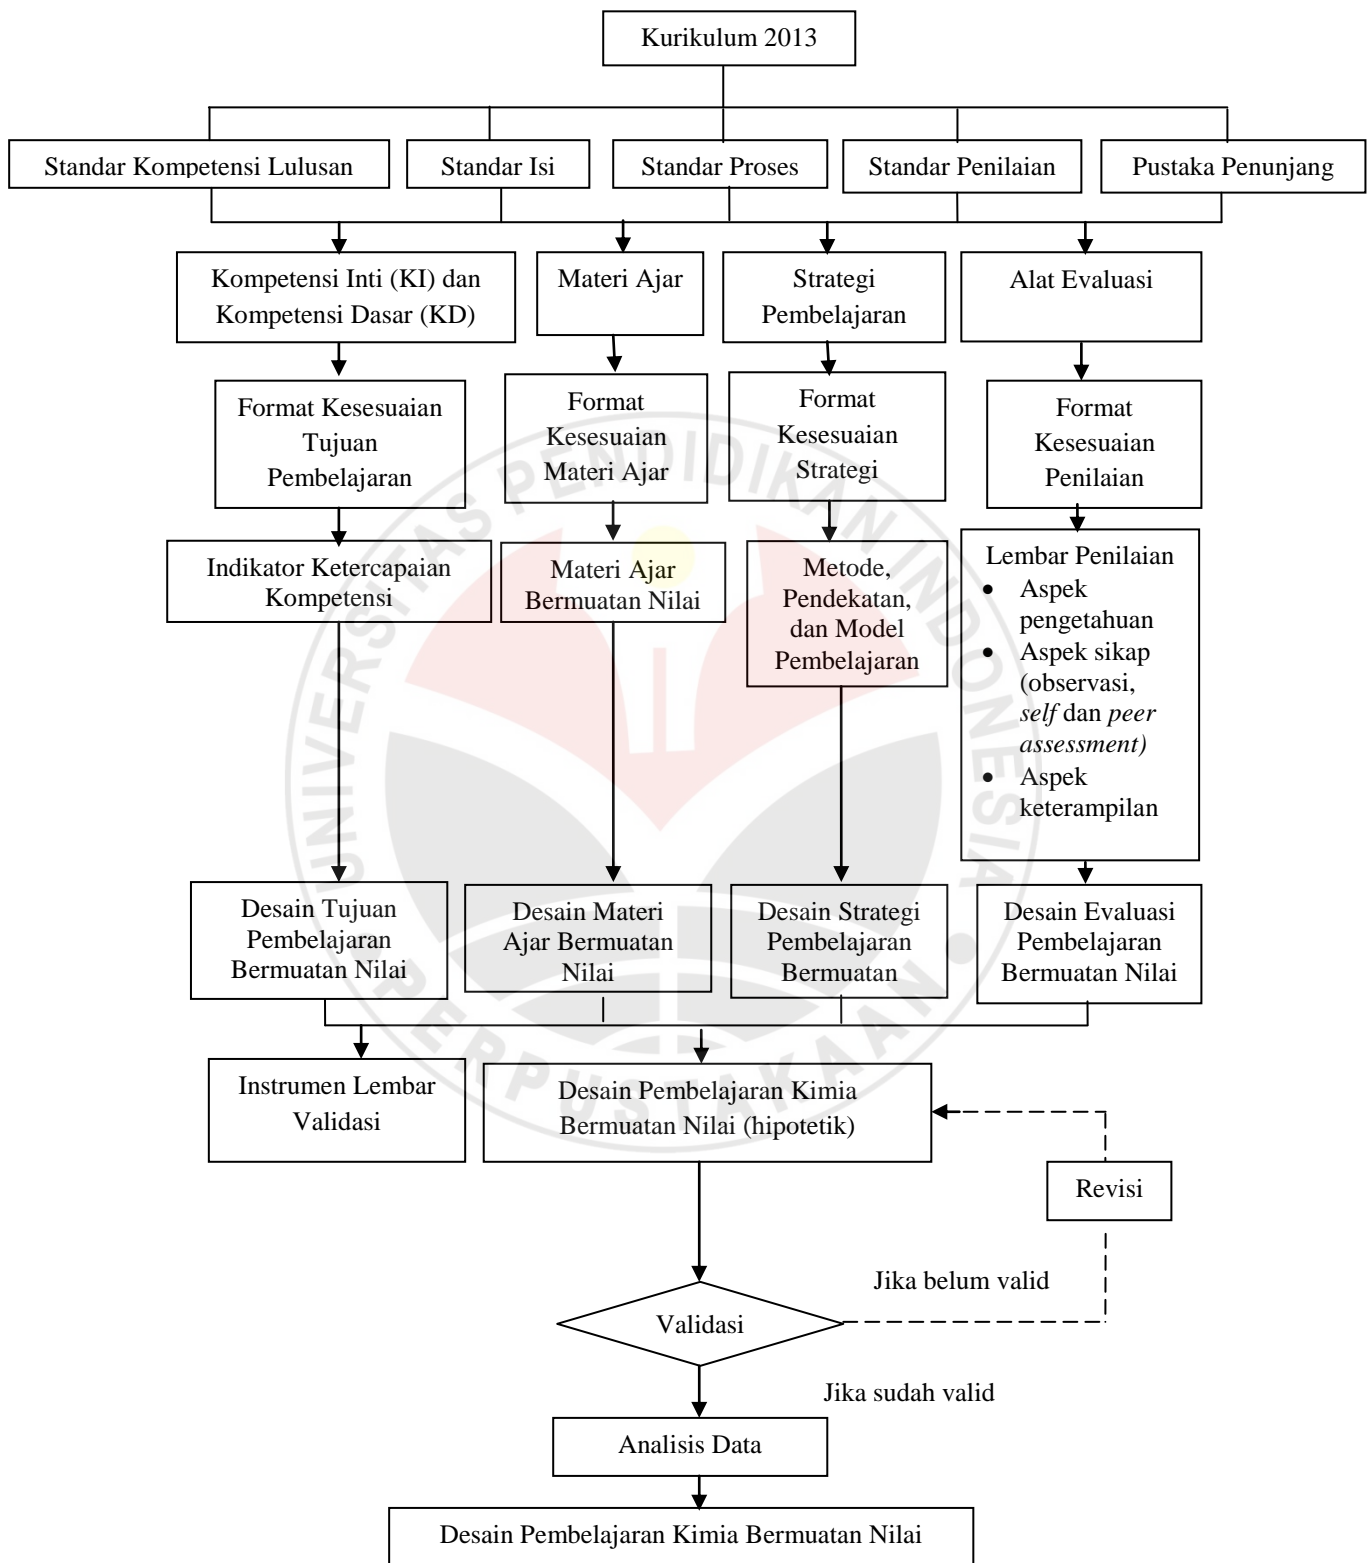 Kurikulum 2013
Standar Kompetensi Lulusan
Standar Isi
Standar Proses
Standar Penilaian
Pustaka Penunjang
Kompetensi Inti (KI) dan
Kompetensi Dasar (KD)
Materi Ajar
Strategi
Pembelajaran
Alat Evaluasi
Format Kesesuaian
Tujuan
Pembelajaran
Format
Kesesuaian
Materi Ajar
Format
Kesesuaian
Strategi
Format
Kesesuaian
Penilaian
Indikator Ketercapaian
Kompetensi
Materi Ajar
Bermuatan Nilai
Metode,
Pendekatan,
dan Model
Pembelajaran
Lembar Penilaian
• Aspek
pengetahuan
• Aspek sikap
(observasi,
self dan peer
assessment)
• Aspek
keterampilan
Desain Tujuan
Pembelajaran
Bermuatan Nilai
Desain Materi
Ajar Bermuatan
Nilai
Desain Strategi
Pembelajaran
Bermuatan
Desain Evaluasi
Pembelajaran
Bermuatan Nilai
Instrumen Lembar
Validasi
Desain Pembelajaran Kimia
Bermuatan Nilai (hipotetik)
Revisi
Jika belum valid
Validasi
Jika sudah valid
Analisis Data
Desain Pembelajaran Kimia Bermuatan Nilai
UNIVERSITAS PENDIDIKAN INDONESIA
PERPUSTAKAAN